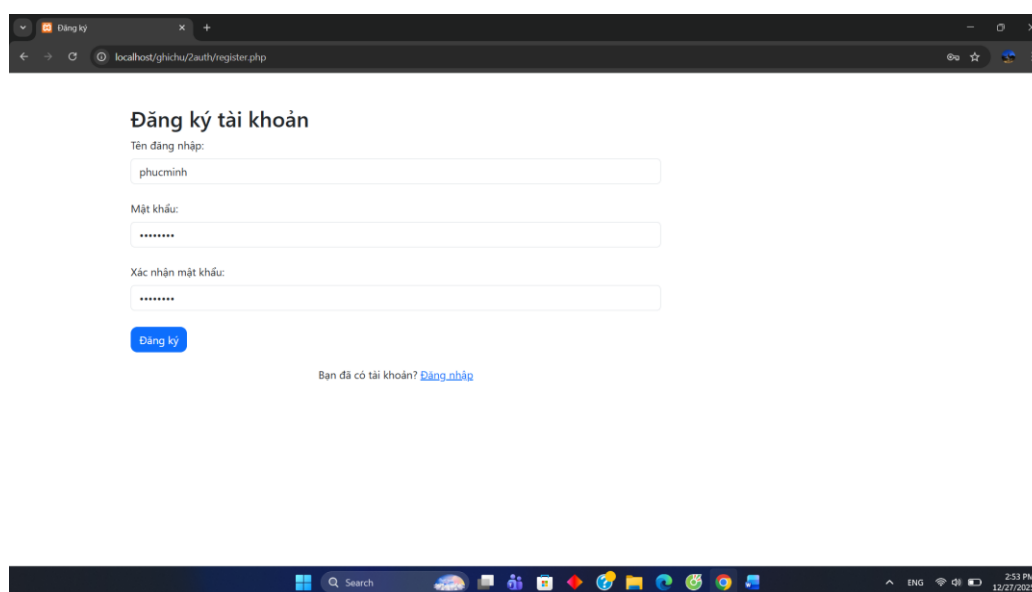 Đăng ký
localhost/ghichu/2auth/register.php
Đăng ký tài khoản
Tên đăng nhập:
phucminh
Mật khẩu:
••••••••
Xác nhận mật khẩu:
••••••••
Đăng ký
Bạn đã có tài khoản? Đăng nhập
Search
ENG
2:53 PM